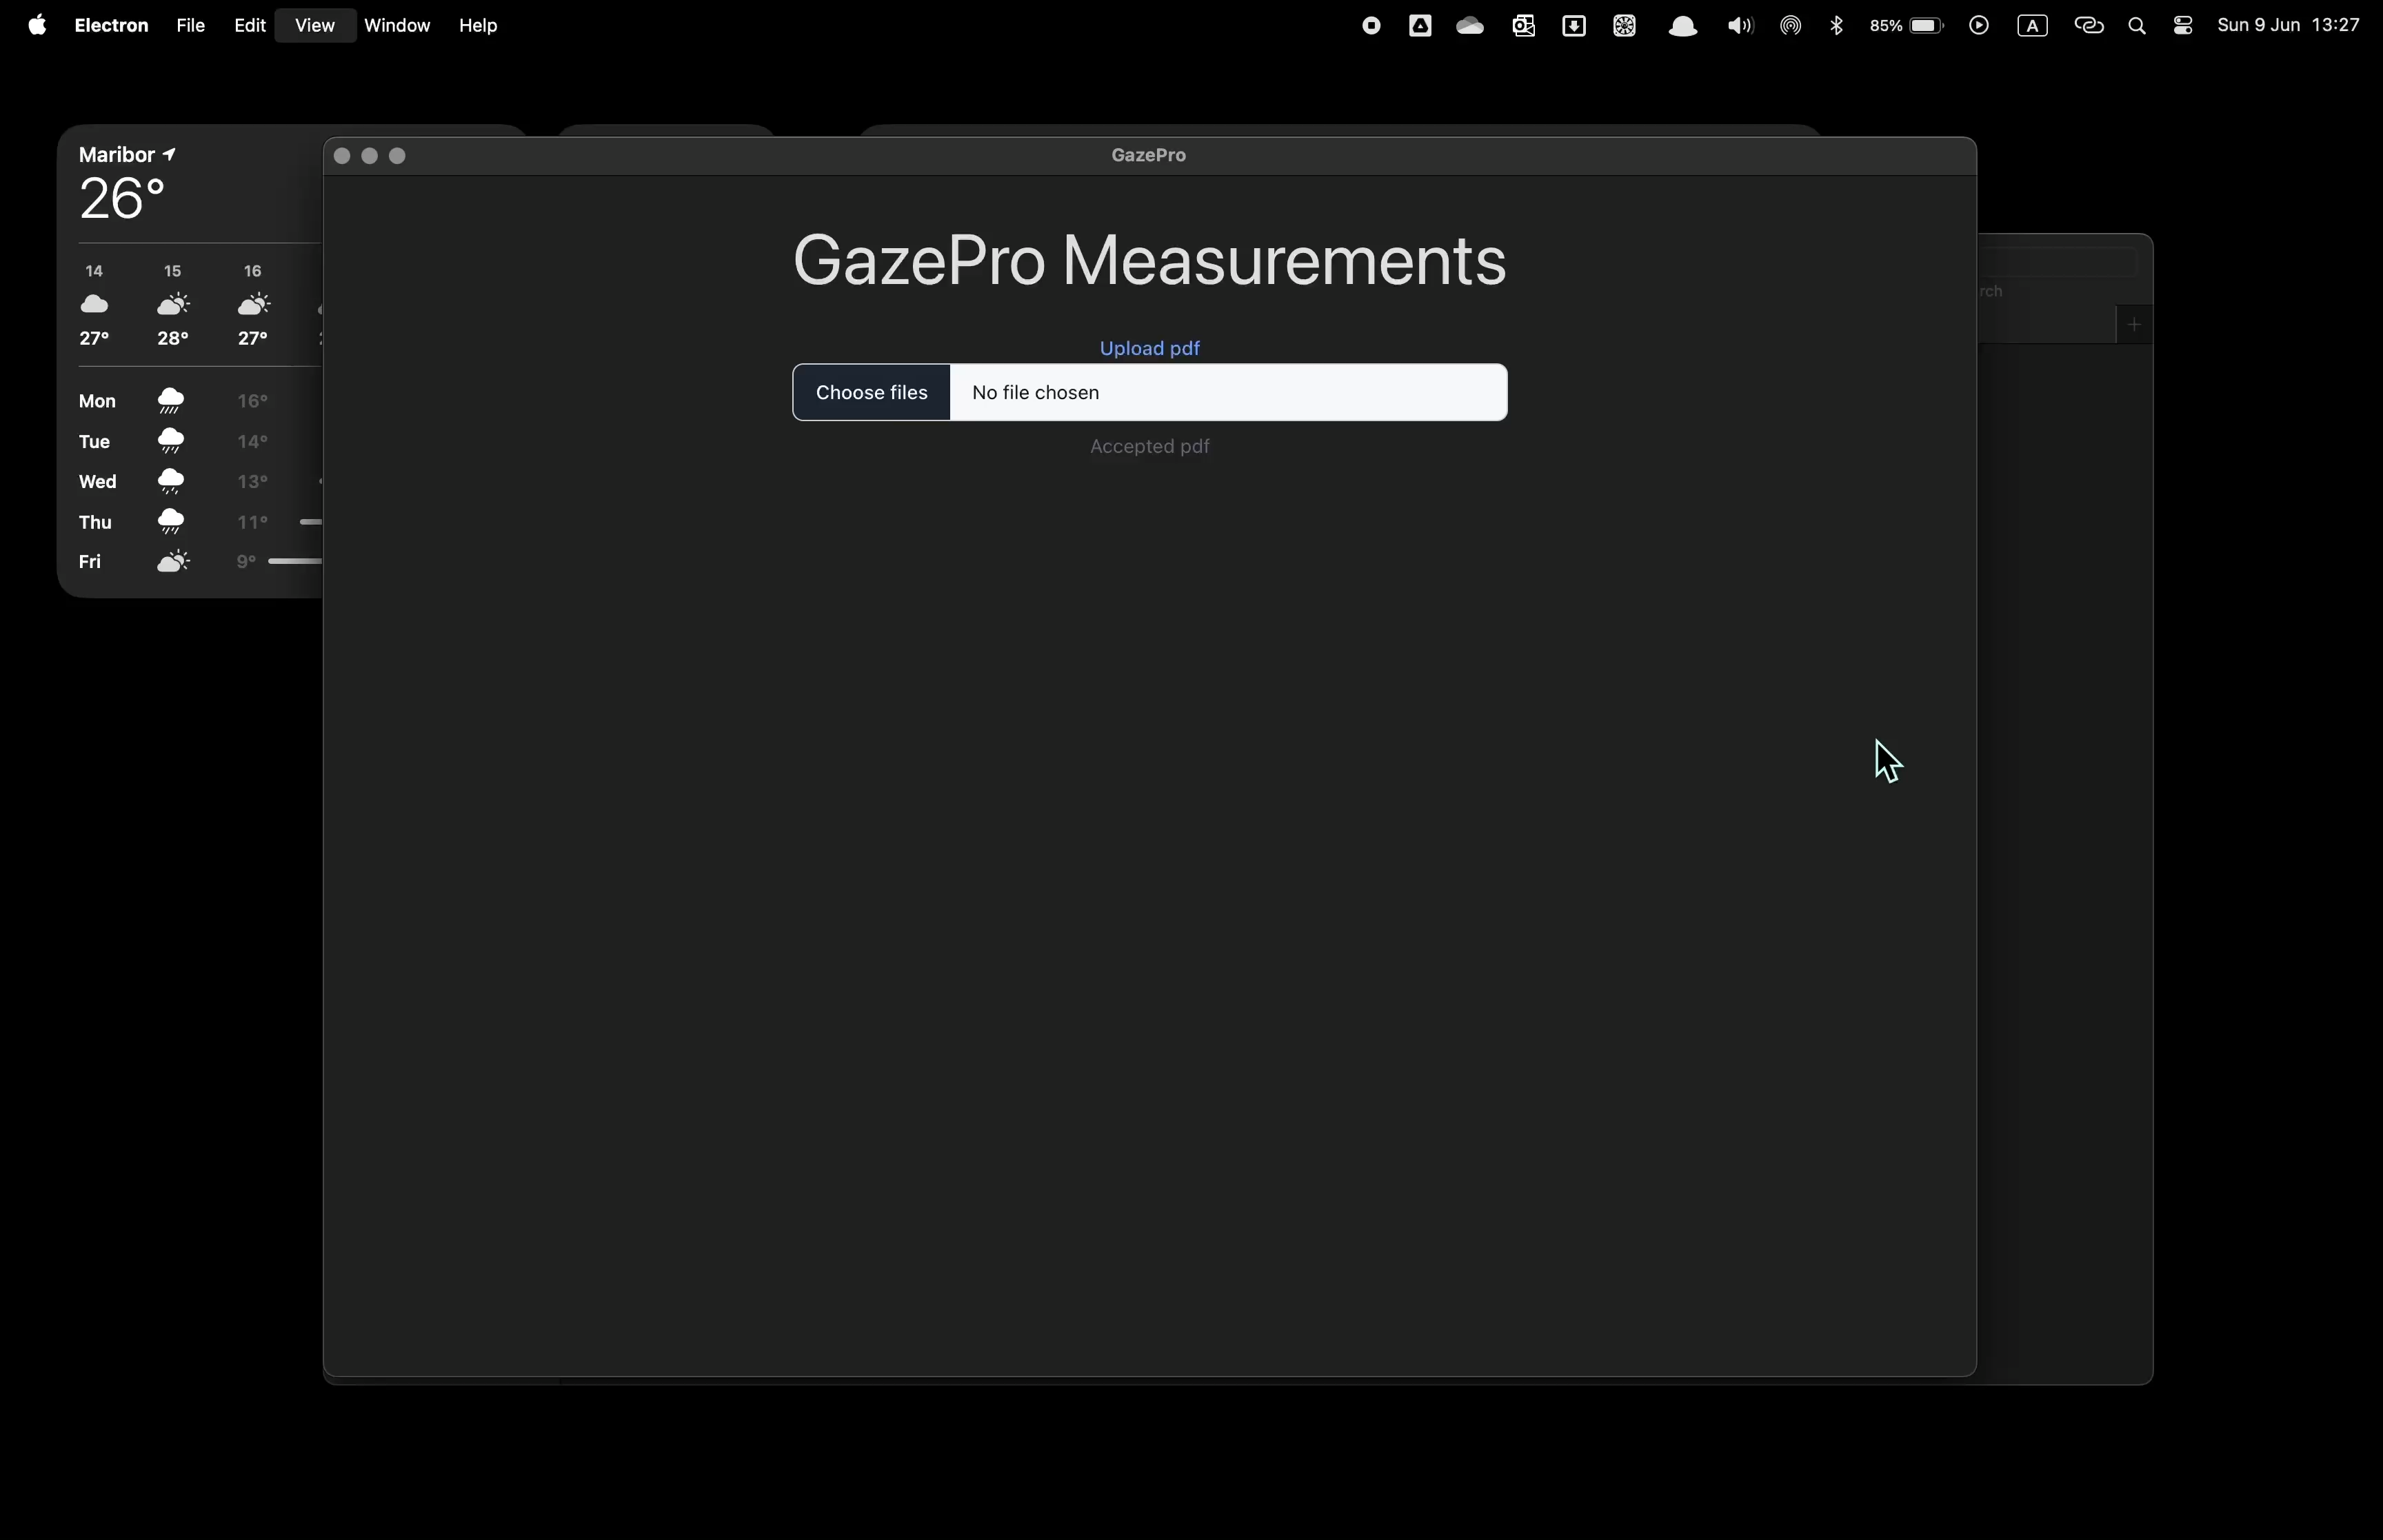 Electron File Edit View Window Help
85% A Sun 9 Jun 13:27
Maribor
26°
14 15 16
27° 28° 27°
Mon 16°
Tue 14°
Wed 13°
Thu 11°
Fri 9°
GazePro
GazePro Measurements
Upload pdf
Choose files No file chosen
Accepted pdf
rch